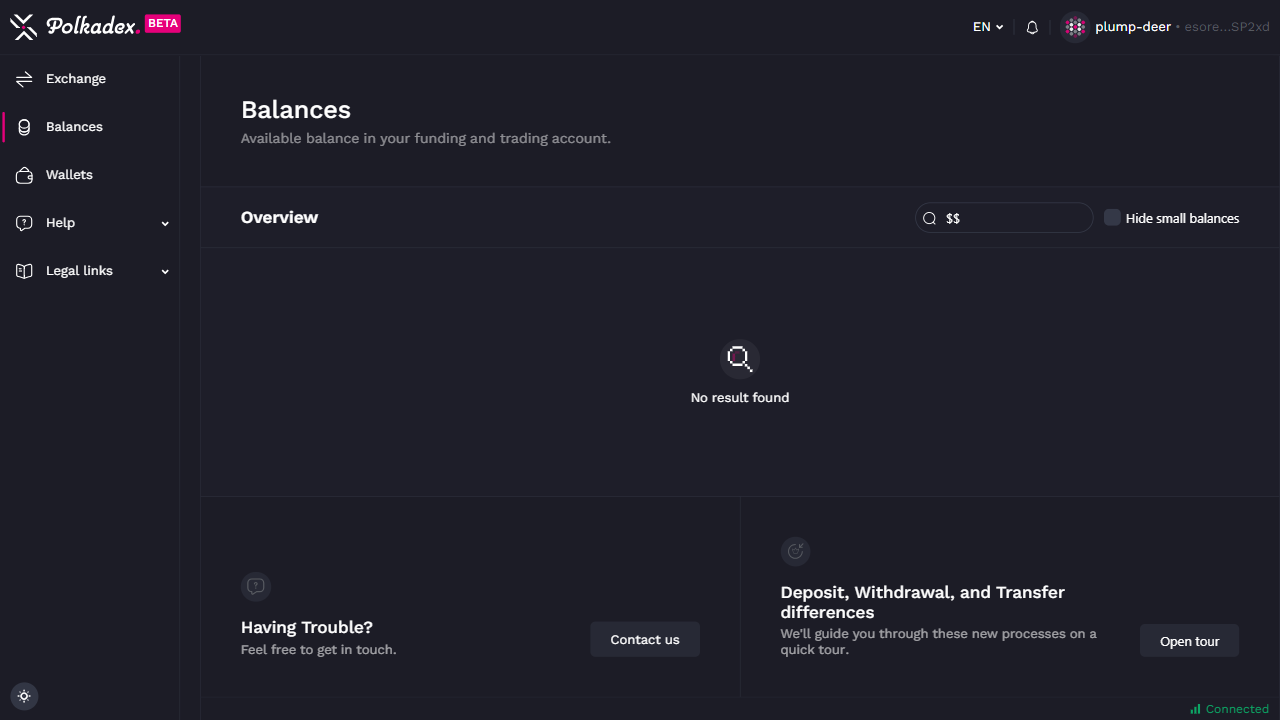 Polkadex. BETA
EN
plump-deer • esore...SP2xd
Exchange
Balances
Wallets
Help
Legal links
Balances
Available balance in your funding and trading account.
Overview
$$
Hide small balances
No result found
Having Trouble?
Feel free to get in touch.
Contact us
Deposit, Withdrawal, and Transfer
differences
We'll guide you through these new processes on a
quick tour.
Open tour
Connected